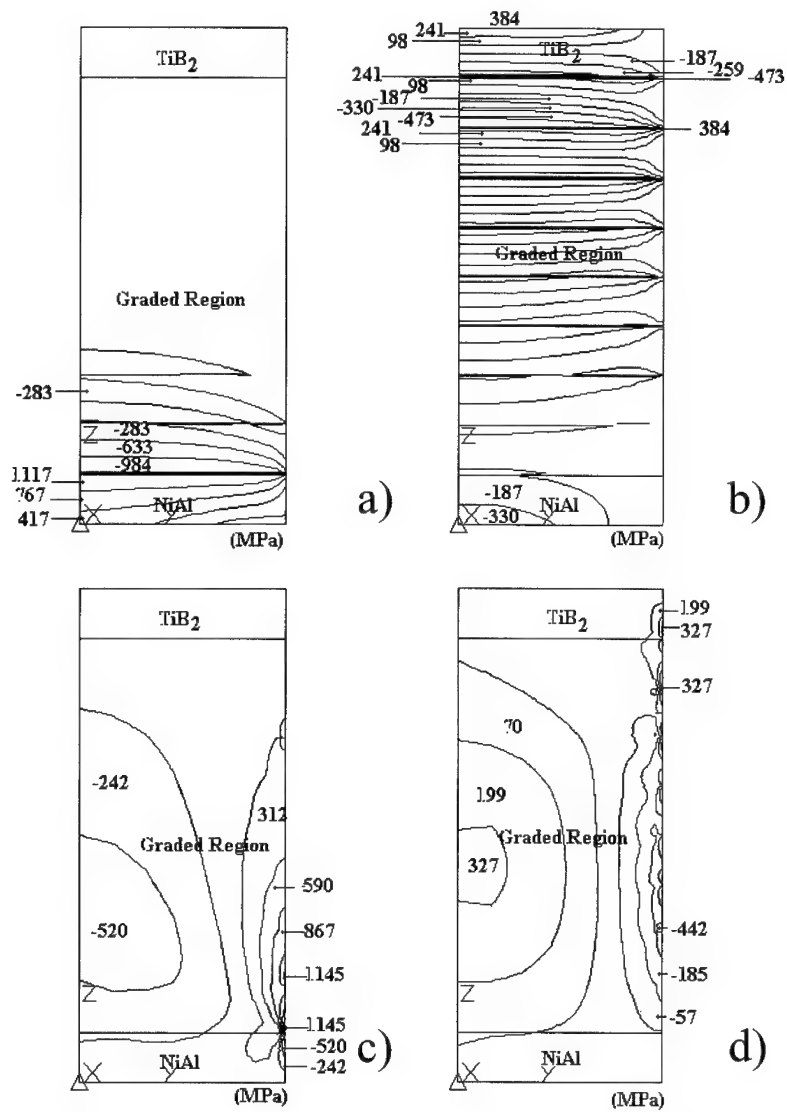 TiB2
Graded Region
-283
-283
Z
-633
-984
1117
767
NiAl
417
X
Y
(MPa)
a)
384
241
98
TiB2
-187
-259
-473
241
98
-187
-330
-473
241
98
384
Graded Region
Z
-187
-330
NiAl
X
Y
(MPa)
b)
TiB2
-242
312
Graded Region
590
867
-520
1145
Z
1145
-520
-242
NiAl
X
Y
(MPa)
c)
TiB2
199
327
327
70
199
Graded Region
327
-442
-185
-57
Z
NiAl
X
Y
(MPa)
d)